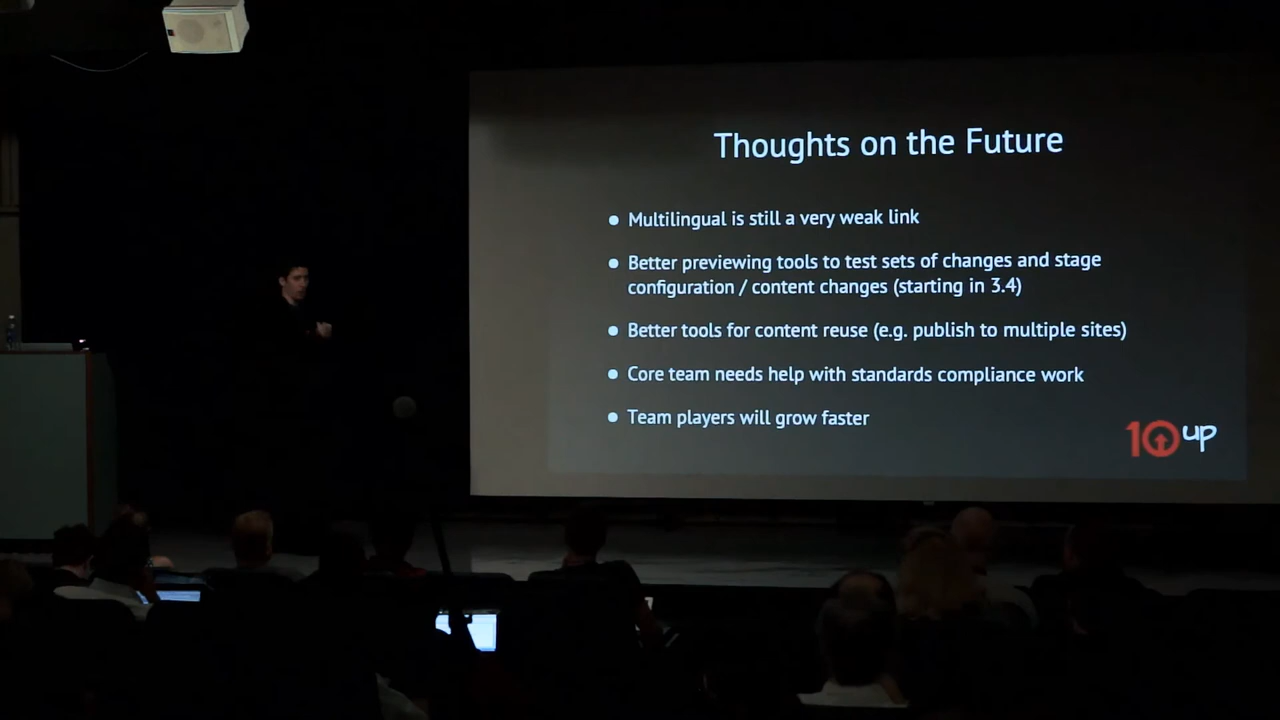 Thoughts on the Future
• Multilingual is still a very weak link
• Better previewing tools to test sets of changes and stage
configuration / content changes (starting in 3.4)
• Better tools for content reuse (e.g. publish to multiple sites)
• Core team needs help with standards compliance work
• Team players will grow faster
10up